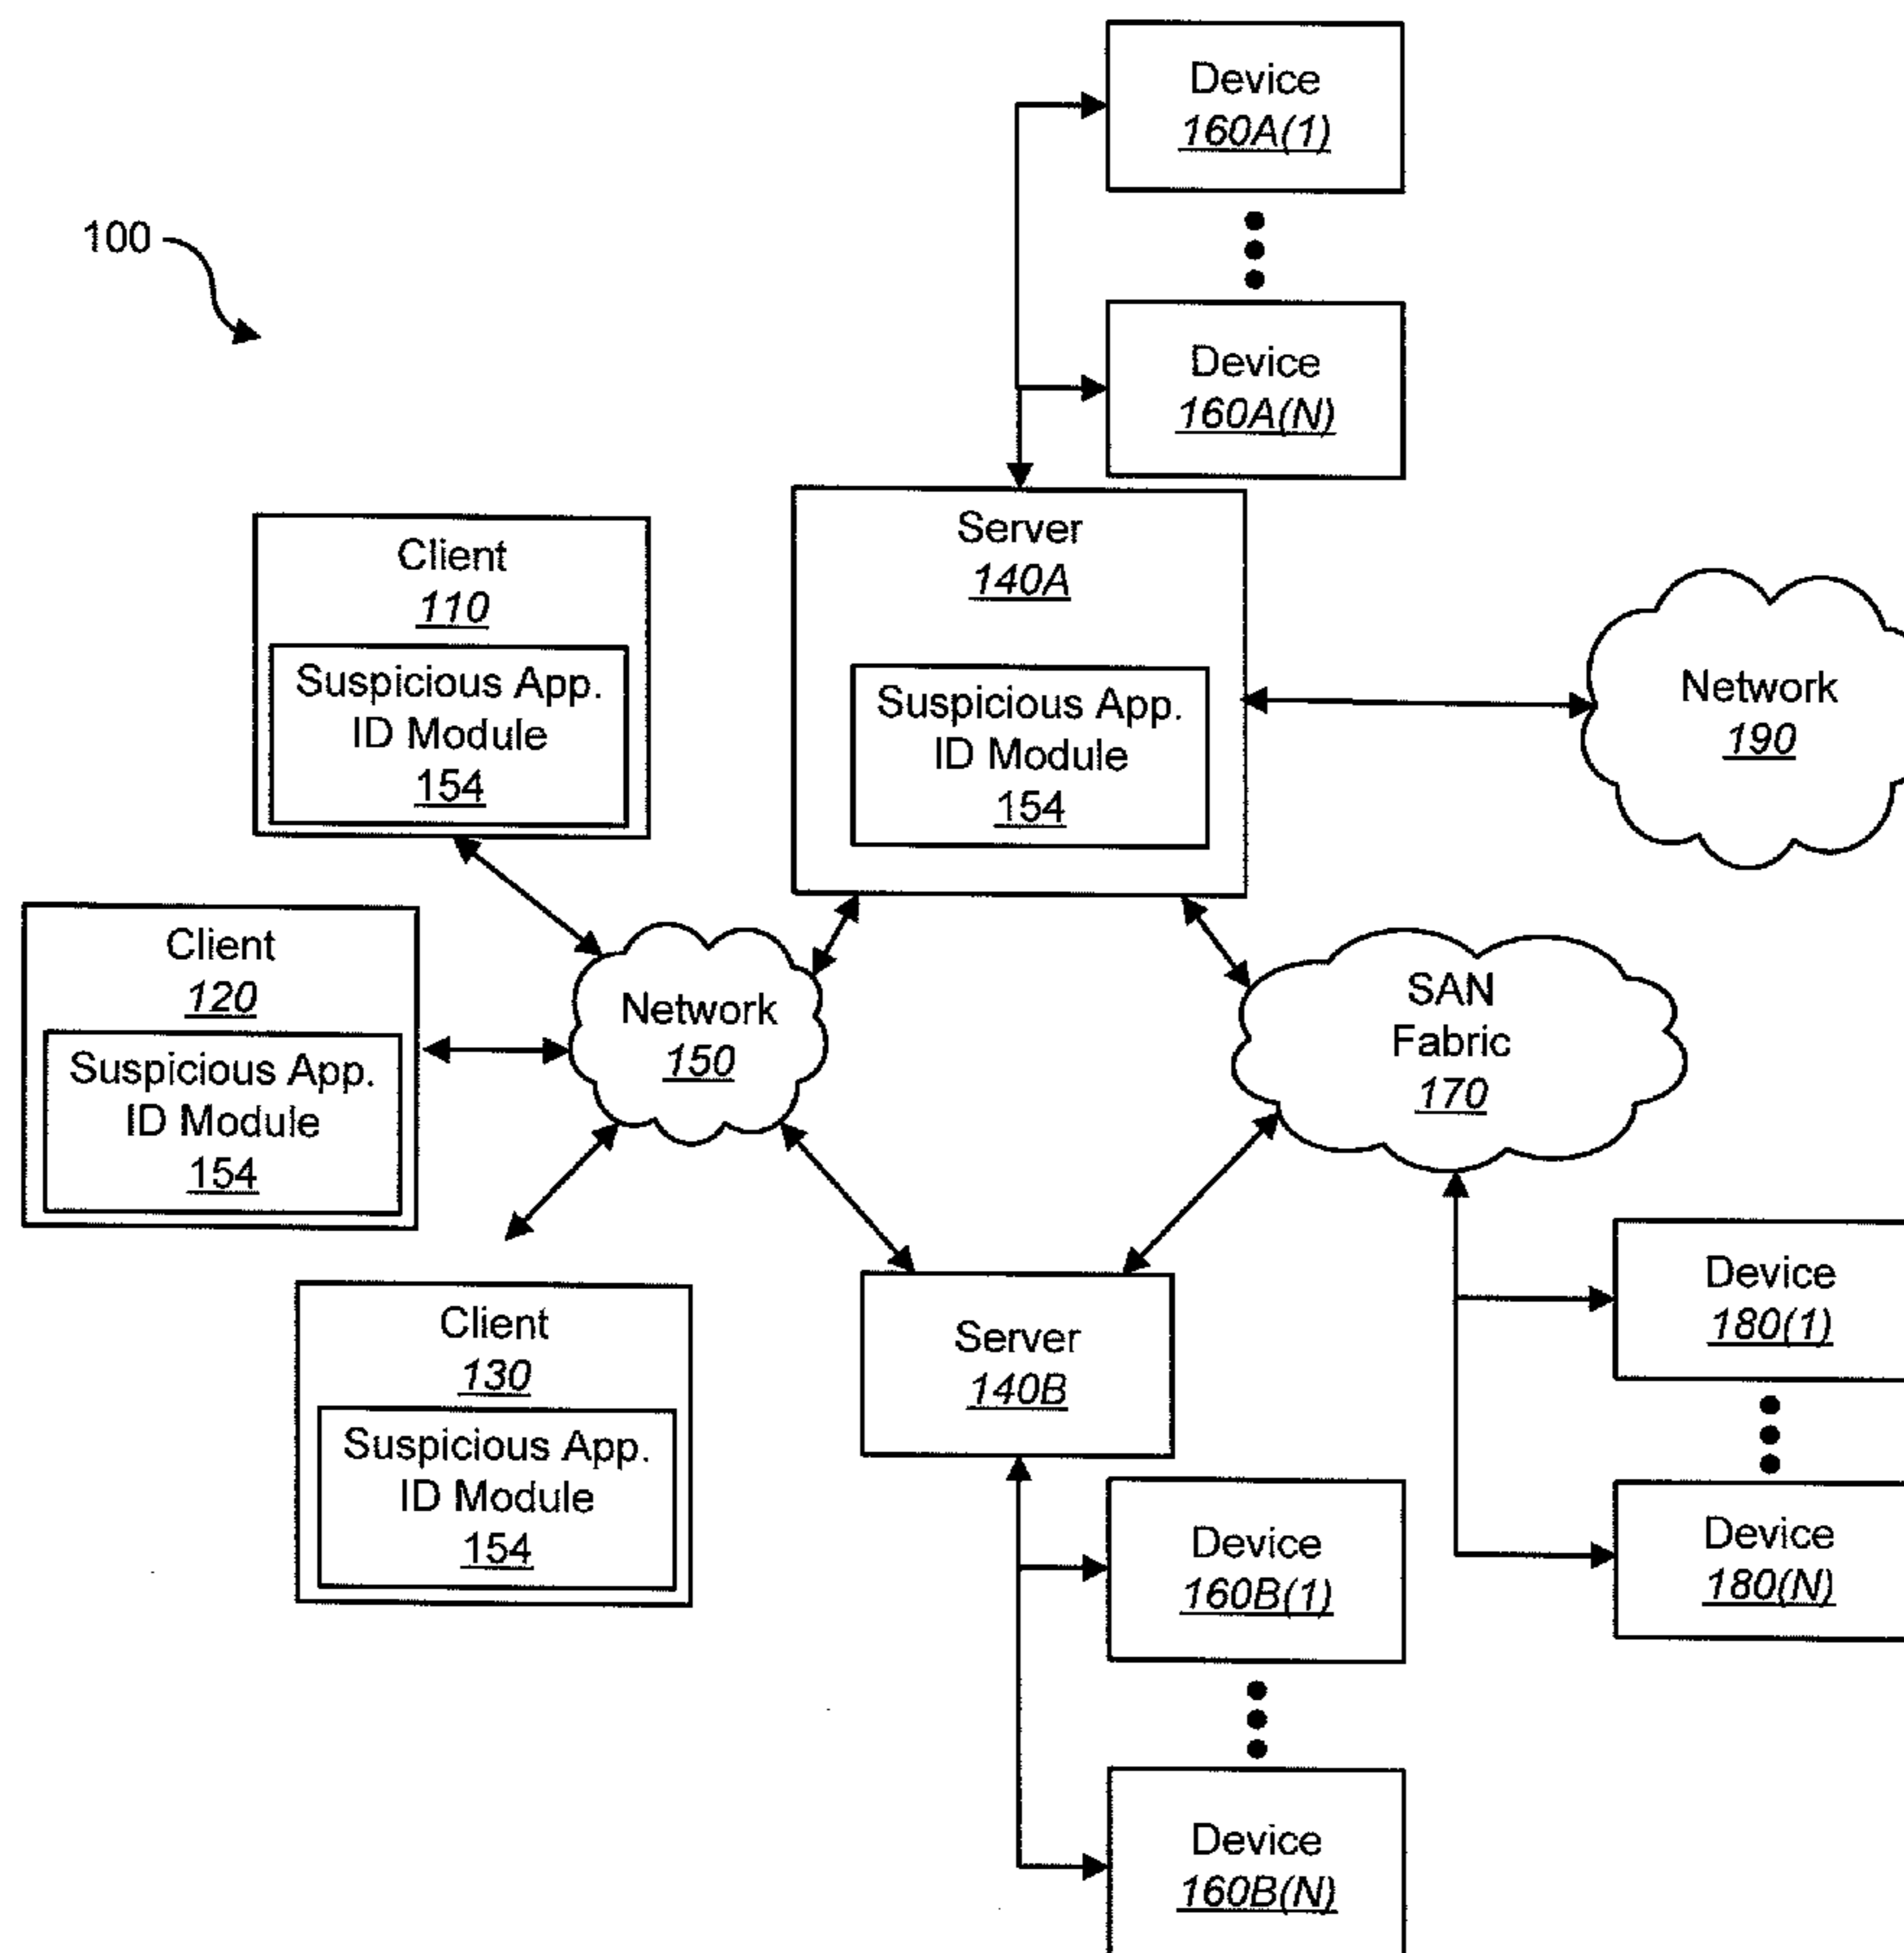 Device
160A(1)
100
Device
160A(N)
Client
110
Suspicious App.
ID Module
154
Server
140A
Suspicious App.
ID Module
154
Network
190
Client
120
Suspicious App.
ID Module
154
Network
150
SAN
Fabric
170
Client
130
Suspicious App.
ID Module
154
Server
140B
Device
180(1)
Device
180(N)
Device
160B(1)
Device
160B(N)